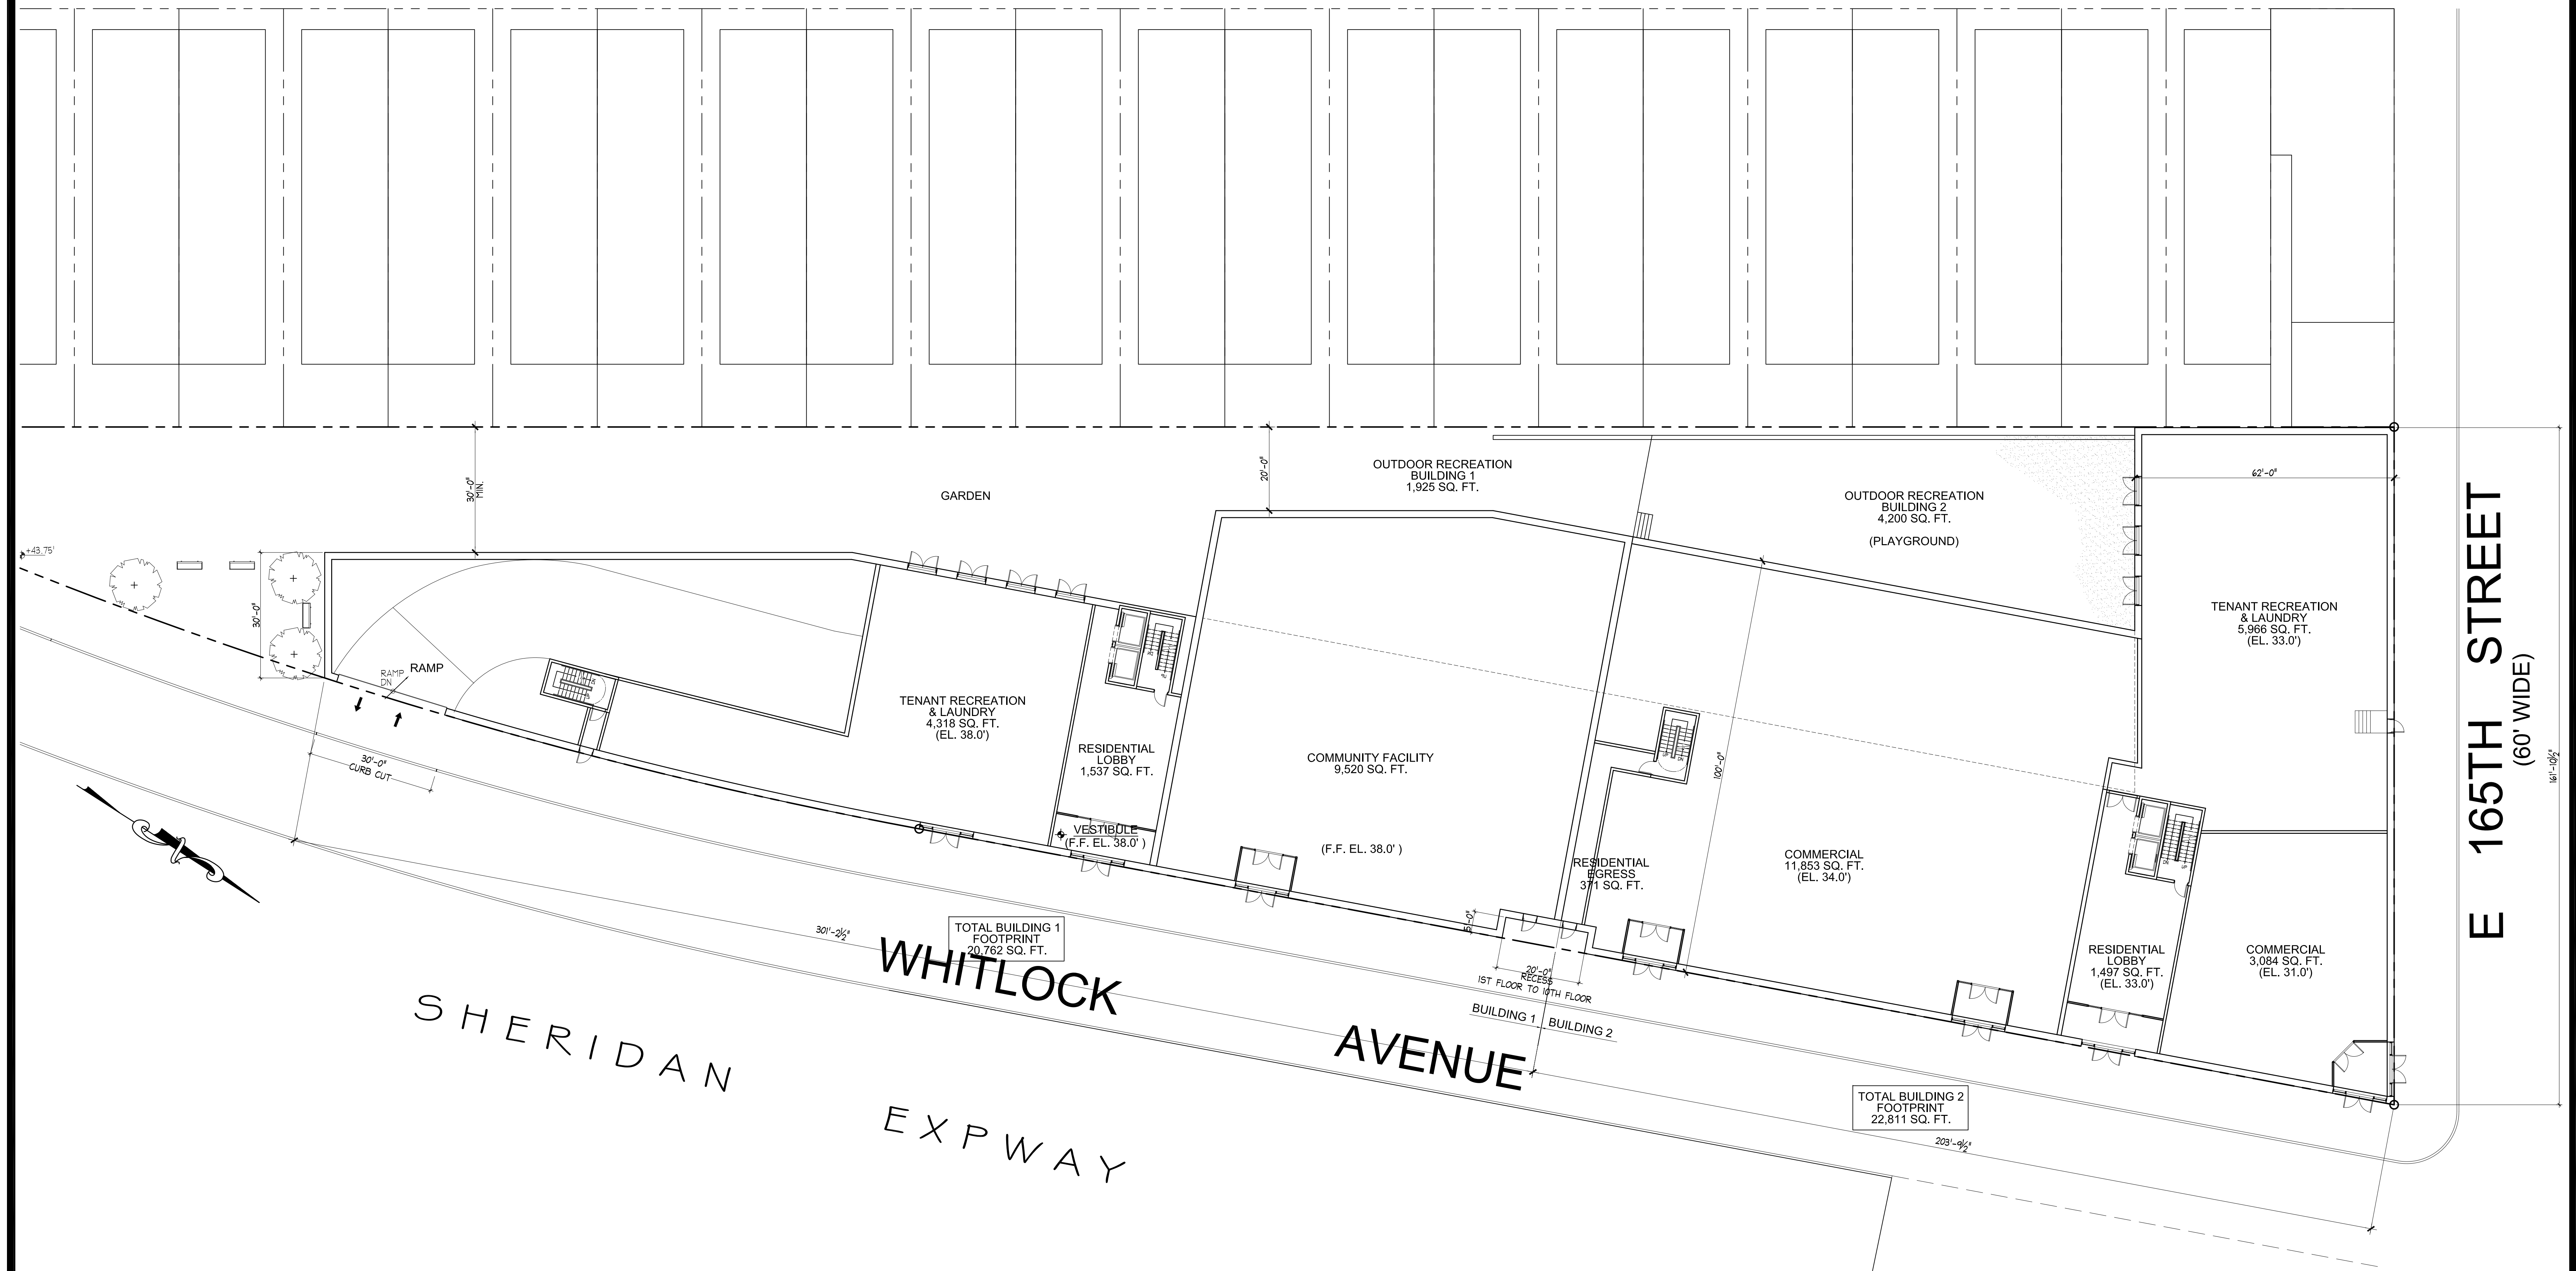 GARDEN
OUTDOOR RECREATION
BUILDING 1
1,925 SQ. FT.
OUTDOOR RECREATION
BUILDING 2
4,200 SQ. FT.
(PLAYGROUND)
30'-0"
MIN.
20'-0"
62'-0"
+43.75'
30'-0"
RAMP
DN
RAMP
30'-0"
CURB CUT
TENANT RECREATION
& LAUNDRY
4,318 SQ. FT.
(EL. 38.0')
RESIDENTIAL
LOBBY
1,537 SQ. FT.
VESTIBULE
(F.F. EL. 38.0' )
COMMUNITY FACILITY
9,520 SQ. FT.
(F.F. EL. 38.0' )
RESIDENTIAL
EGRESS
371 SQ. FT.
100'-0"
COMMERCIAL
11,853 SQ. FT.
(EL. 34.0')
TENANT RECREATION
& LAUNDRY
5,966 SQ. FT.
(EL. 33.0')
RESIDENTIAL
LOBBY
1,497 SQ. FT.
(EL. 33.0')
COMMERCIAL
3,084 SQ. FT.
(EL. 31.0')
E 165TH STREET
(60' WIDE)
161'-10½"
5'-0"
20'-0"
RECESS
1ST FLOOR TO 10TH FLOOR
BUILDING 1
BUILDING 2
TOTAL BUILDING 1
FOOTPRINT
20,762 SQ. FT.
301'-2½"
WHITLOCK
AVENUE
TOTAL BUILDING 2
FOOTPRINT
22,811 SQ. FT.
203'-9½"
SHERIDAN
EXPWAY